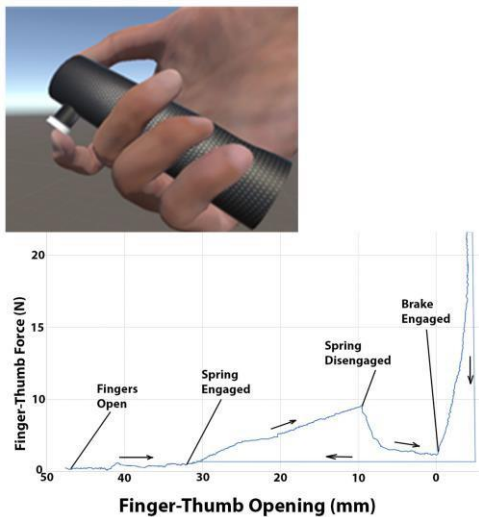 20
15
10
0
Finger-Thumb Force (N)
Fingers
Open
Spring
Engaged
Spring
Disengaged
Brake
Engaged
50
40
30
20
10
0
Finger-Thumb Opening (mm)